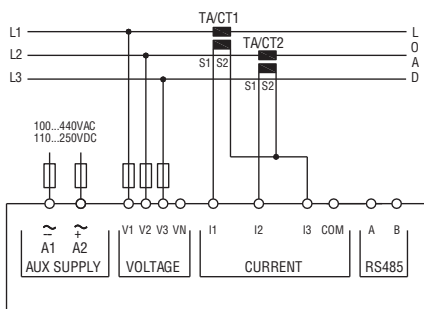 TA/CT1
L1 L
L2 TA/CT2 O
A
L3 S1 S2 S1 S2 D
100...440VAC
110...250VDC
V1 V2 V3 VN I1 I2 I3 COM A B
~ ~
-- +
A1 A2
AUX SUPPLY VOLTAGE CURRENT RS485